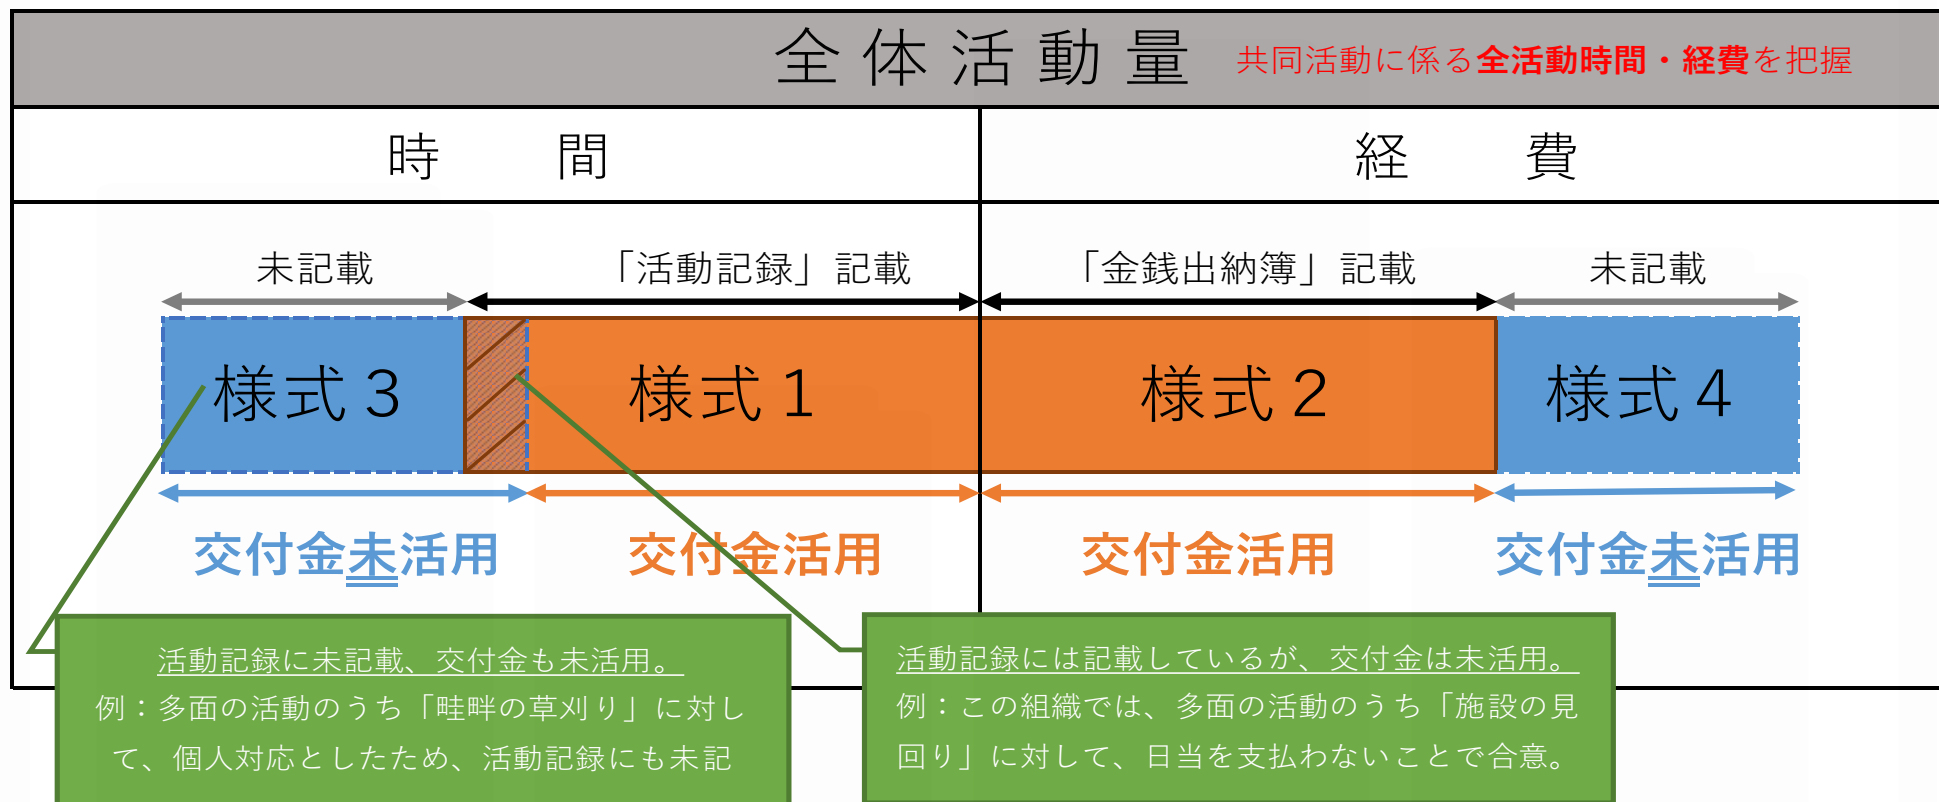 全体活動量 共同活動に係る全活動時間・経費を把握
時 間
経 費
未記載
「活動記録」記載
「金銭出納簿」記載
未記載
様式3
様式1
様式2
様式4
交付金未活用
交付金活用
交付金活用
交付金未活用
活動記録に未記載、交付金も未活用。
例：多面の活動のうち「畦畔の草刈り」に対し
て、個人対応としたため、活動記録にも未記
活動記録には記載しているが、交付金は未活用。
例：この組織では、多面の活動のうち「施設の見
回り」に対して、日当を支払わないことで合意。